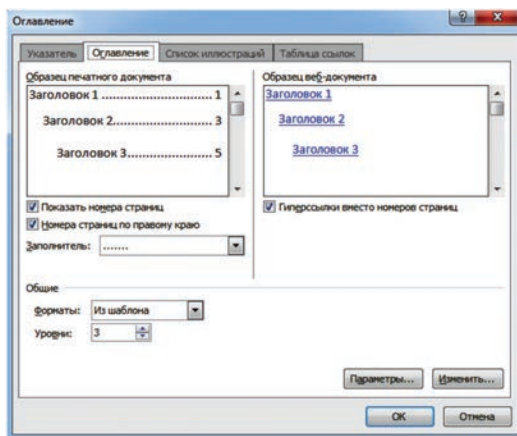 Оглавление
Указатель Оглавление Список иллюстраций Таблица ссылок
Образец печатного документа
Заголовок 1 ............................... 1
Заголовок 2........................... 3
Заголовок 3....................... 5
Показать номера страниц
Номера страниц по правому краю
Заполнитель: .......
Образец веб-документа
Заголовок 1
Заголовок 2
Заголовок 3
Гиперссылки вместо номеров страниц
Общие
Форматы: Из шаблона
Уровни: 3
Параметры... Изменить...
ОК Отмена